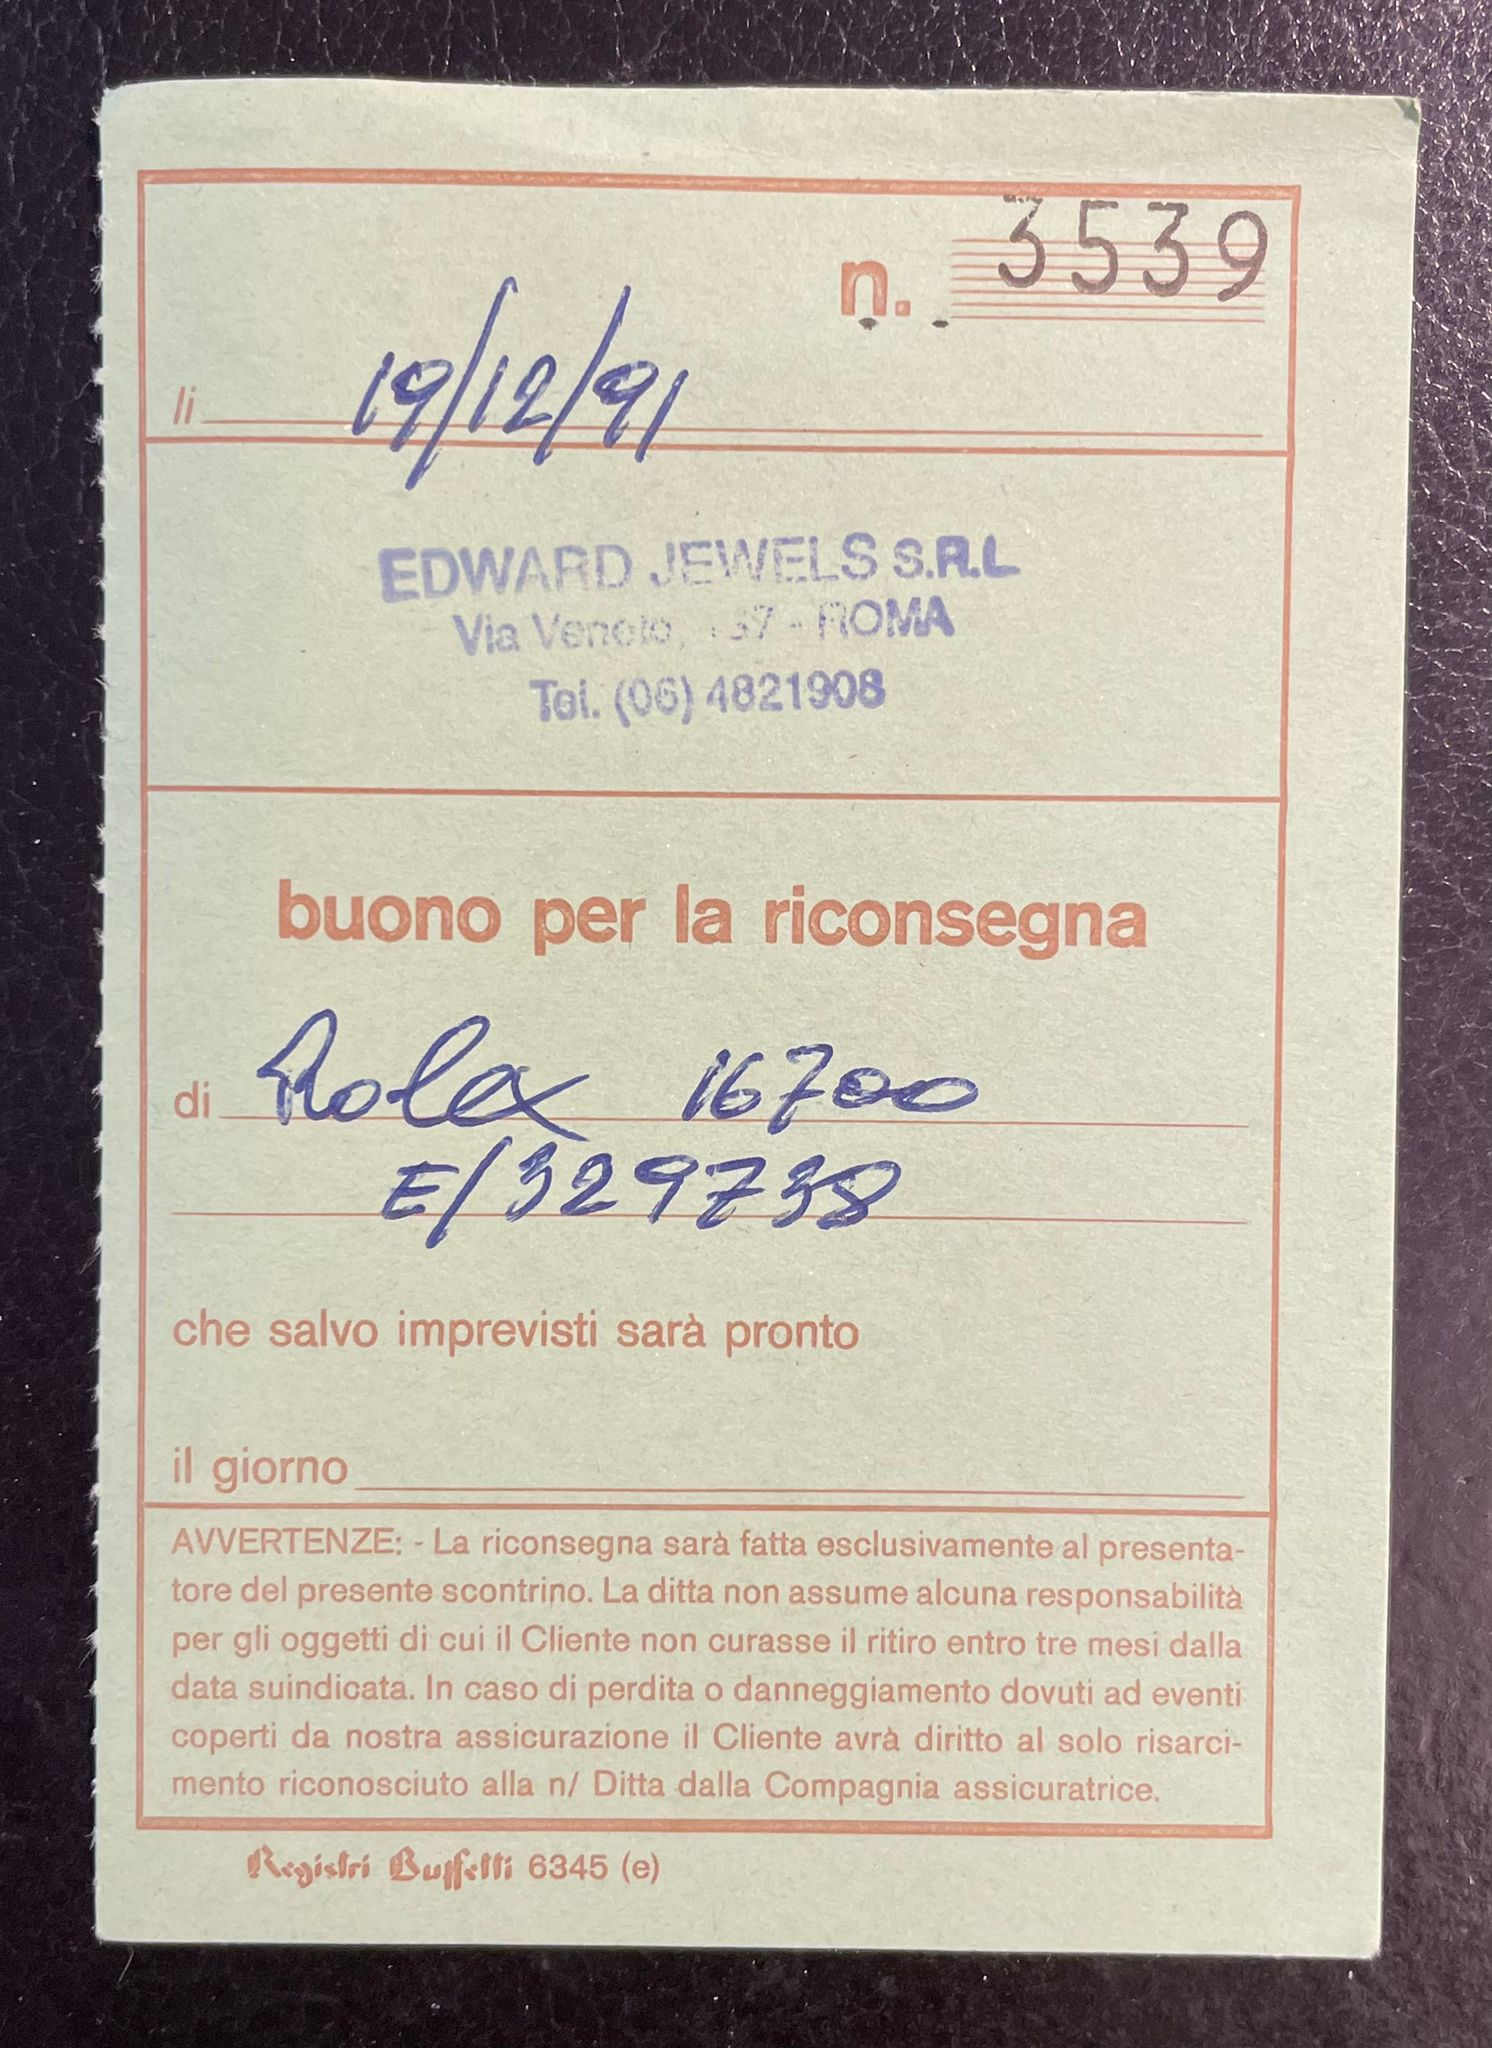 n. 3539
li 19/12/91
EDWARD JEWELS S.R.L
Via Veneto, 37 - ROMA
Tel. (06) 4821908
buono per la riconsegna
di Rolex 16700
E/329738
che salvo imprevisti sarà pronto
il giorno
AVVERTENZE: - La riconsegna sarà fatta esclusivamente al presenta-
tore del presente scontrino. La ditta non assume alcuna responsabilità
per gli oggetti di cui il Cliente non curasse il ritiro entro tre mesi dalla
data suindicata. In caso di perdita o danneggiamento dovuti ad eventi
coperti da nostra assicurazione il Cliente avrà diritto al solo risarci-
mento riconosciuto alla n/ Ditta dalla Compagnia assicuratrice.
Registri Buffetti 6345 (e)